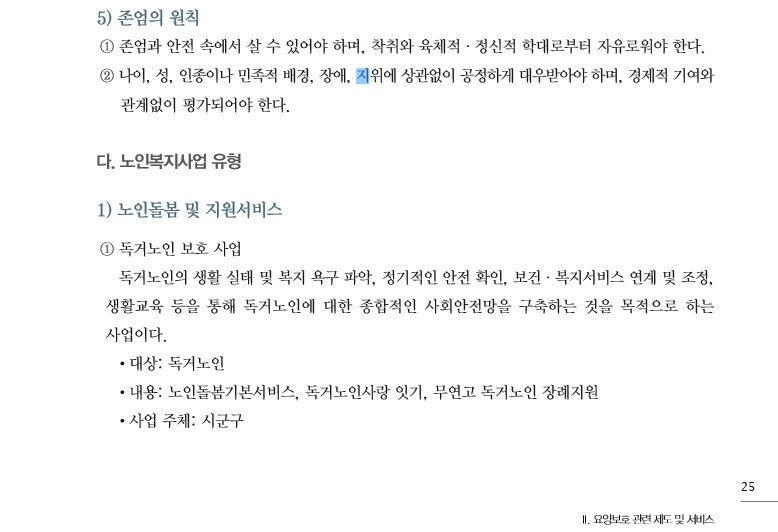 5) 존엄의 원칙
① 존엄과 안전 속에서 살 수 있어야 하며, 착취와 육체적 · 정신적 학대로부터 자유로워야 한다.
② 나이, 성, 인종이나 민족적 배경, 장애, 지위에 상관없이 공정하게 대우받아야 하며, 경제적 기여와
관계없이 평가되어야 한다.
다. 노인복지사업 유형
1) 노인돌봄 및 지원서비스
① 독거노인 보호 사업
독거노인의 생활 실태 및 복지 욕구 파악, 정기적인 안전 확인, 보건 · 복지서비스 연계 및 조정,
생활교육 등을 통해 독거노인에 대한 종합적인 사회안전망을 구축하는 것을 목적으로 하는
사업이다.
• 대상: 독거노인
• 내용: 노인돌봄기본서비스, 독거노인사랑 잇기, 무연고 독거노인 장례지원
• 사업 주체: 시군구
25
Ⅱ. 요양보호 관련 제도 및 서비스